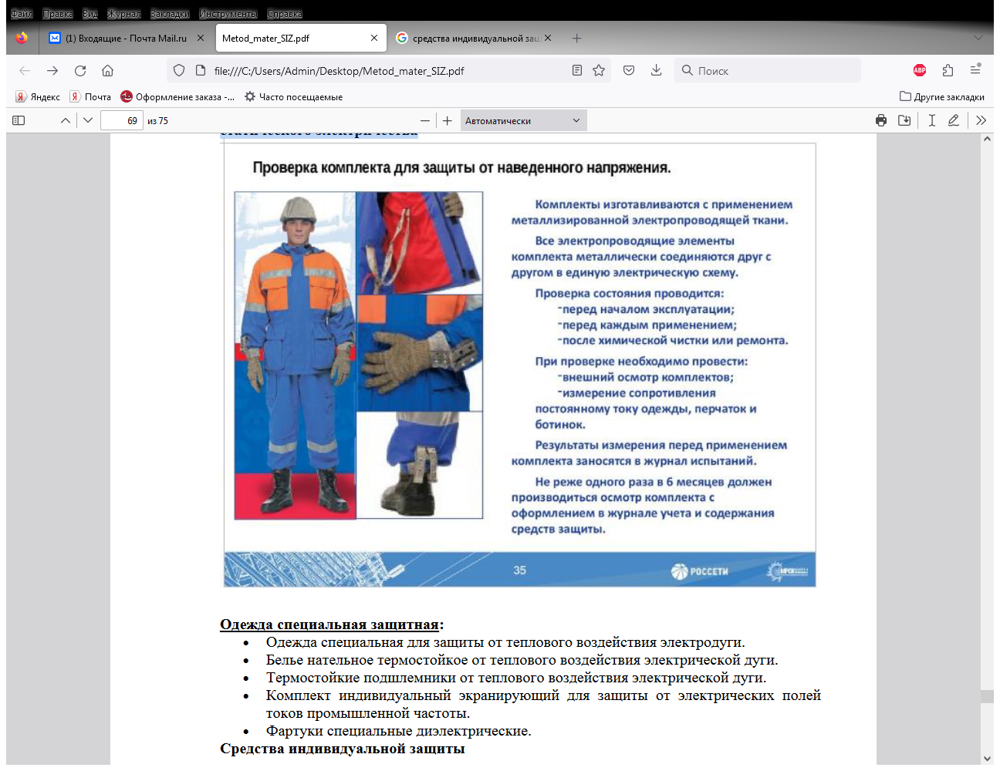 Файл Правка Вид Журнал Закладки Инструменты Справка
(1) Входящие - Почта Mail.ru
Metod_mater_SIZ.pdf
средства индивидуальной защ
file:///C:/Users/Admin/Desktop/Metod_mater_SIZ.pdf
Поиск
ABP
Яндекс
Почта
Оформление заказа -...
Часто посещаемые
Другие закладки
69 из 75
Автоматически
статического электричества
Проверка комплекта для защиты от наведенного напряжения.
Комплекты изготавливаются с применением
металлизированной электропроводящей ткани.
Все электропроводящие элементы
комплекта металлически соединяются друг с
другом в единую электрическую схему.
Проверка состояния проводится:
-перед началом эксплуатации;
-перед каждым применением;
-после химической чистки или ремонта.
При проверке необходимо провести:
-внешний осмотр комплектов;
-измерение сопротивления
постоянному току одежды, перчаток и
ботинок.
Результаты измерения перед применением
комплекта заносятся в журнал испытаний.
Не реже одного раза в 6 месяцев должен
производиться осмотр комплекта с
оформлением в журнале учета и содержания
средств защиты.
35
РОССЕТИ
Одежда специальная защитная:
• Одежда специальная для защиты от теплового воздействия электродуги.
• Белье нательное термостойкое от теплового воздействия электрической дуги.
• Термостойкие подшлемники от теплового воздействия электрической дуги.
• Комплект индивидуальный экранирующий для защиты от электрических полей
токов промышленной частоты.
• Фартуки специальные диэлектрические.
Средства индивидуальной защиты